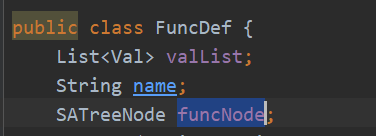 public class FuncDef {
List<Val> valList;
String name;
SATreeNode funcNode;